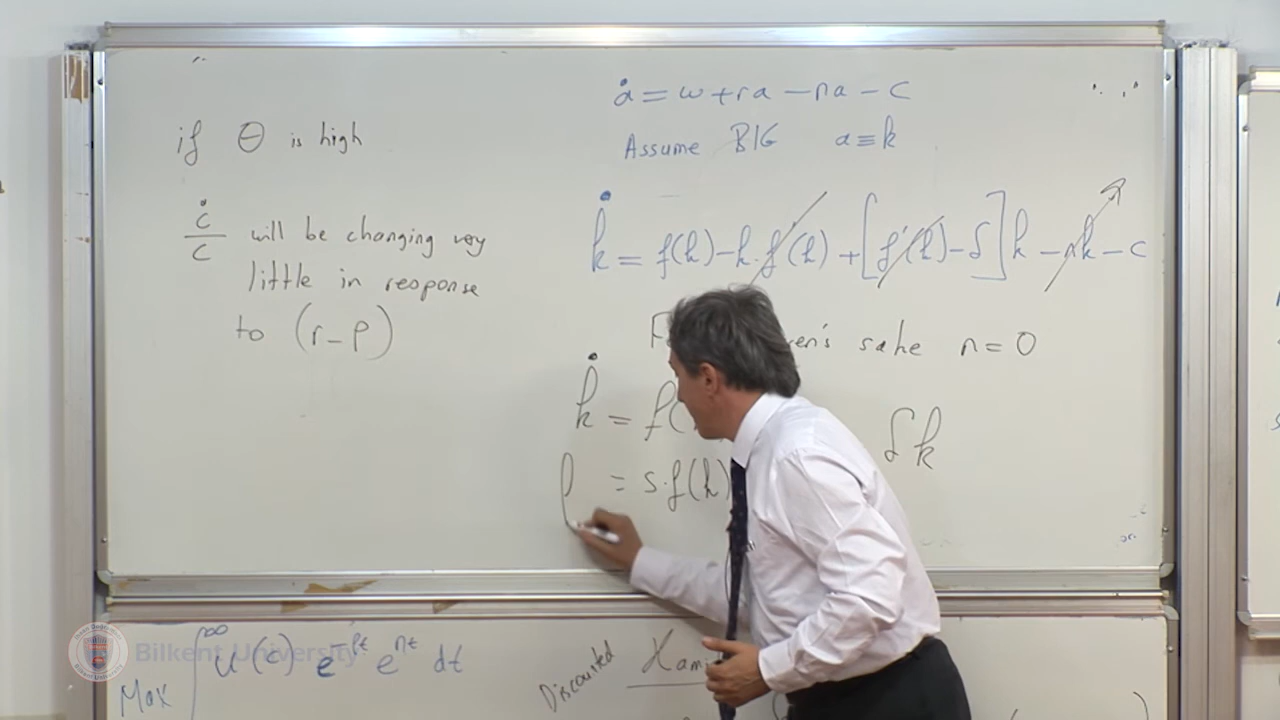 if θ is high
ċ/c will be changing very
little in response
to (r-ρ)
ȧ = w + ra - na - c
Assume BIG a ≡ k
k̇ = f(k) - k.f'(k) + [f'(k) - δ]k - nk - c
sake n = 0
k̇ = f( δk
= s.f(k)
Max ∫ u(c) e^{-ρt} e^{nt} dt
Discounted
Bilkent University